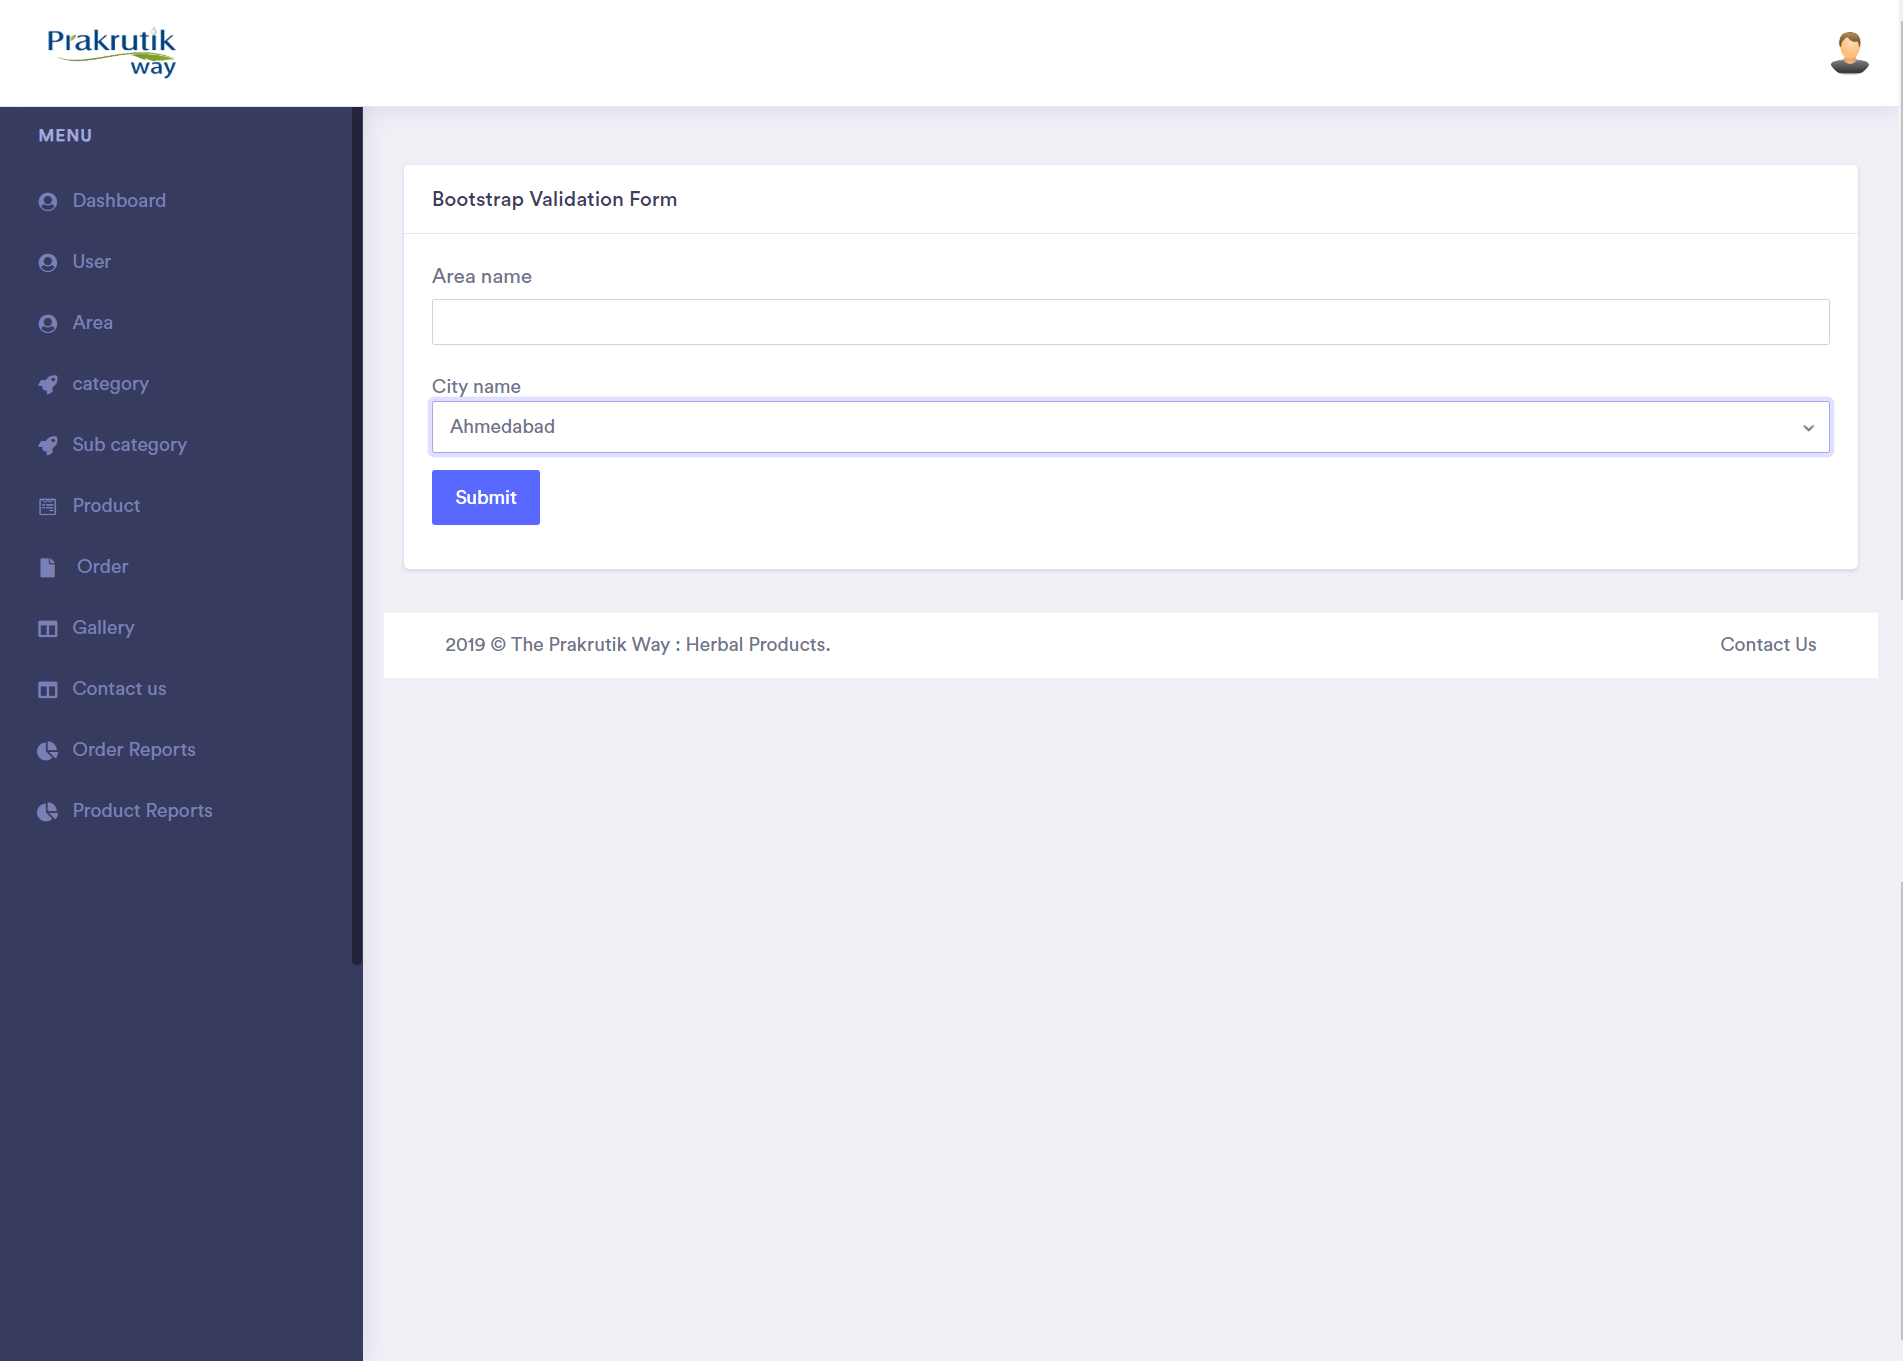 Prakrutik
way
MENU
Dashboard
User
Area
category
Sub category
Product
Order
Gallery
Contact us
Order Reports
Product Reports
Bootstrap Validation Form
Area name
City name
Ahmedabad
Submit
2019 © The Prakrutik Way : Herbal Products.
Contact Us